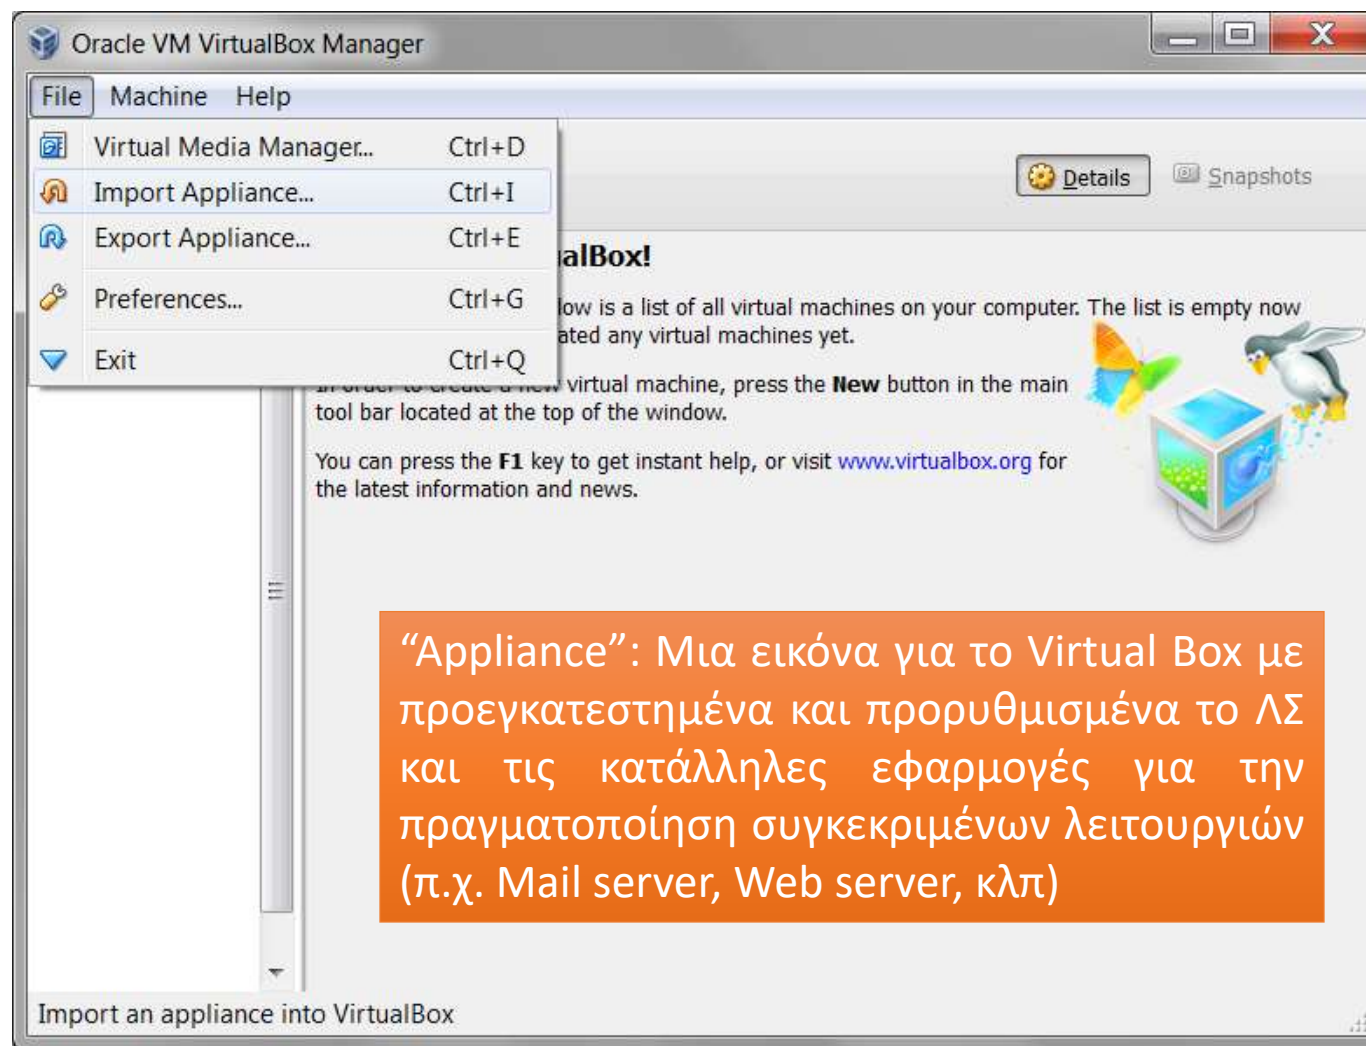 Oracle VM VirtualBox Manager
File Machine Help
Virtual Media Manager... Ctrl+D
Import Appliance... Ctrl+I
Export Appliance... Ctrl+E
Preferences... Ctrl+G
Exit Ctrl+Q
Details Snapshots
alBox!
low is a list of all virtual machines on your computer. The list is empty now
ated any virtual machines yet.
In order to create a new virtual machine, press the New button in the main
tool bar located at the top of the window.
You can press the F1 key to get instant help, or visit www.virtualbox.org for
the latest information and news.
“Appliance”: Μια εικόνα για το Virtual Box με
προεγκατεστημένα και προρυθμισμένα το ΛΣ
και τις κατάλληλες εφαρμογές για την
πραγματοποίηση συγκεκριμένων λειτουργιών
(π.χ. Mail server, Web server, κλπ)
Import an appliance into VirtualBox